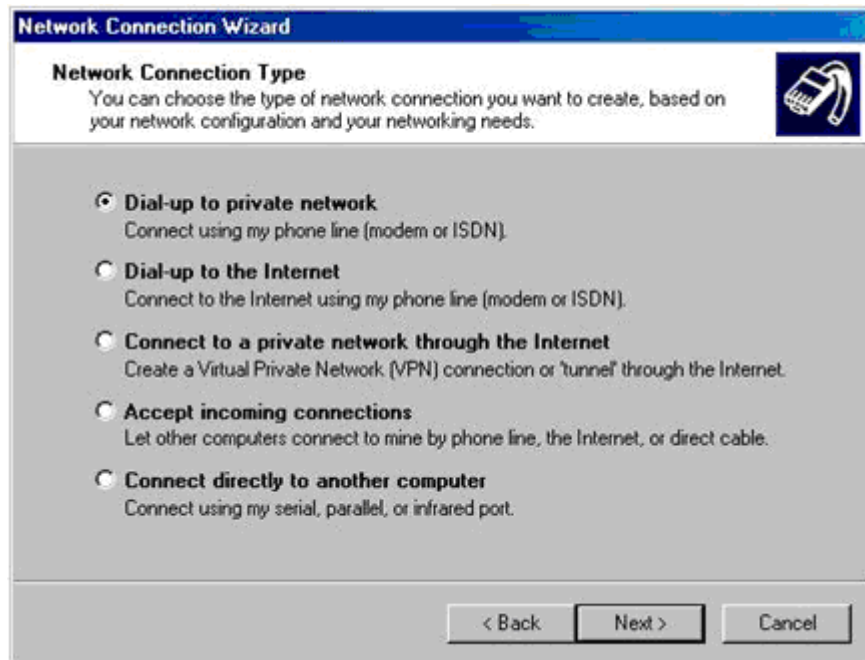 Network Connection Wizard
Network Connection Type
You can choose the type of network connection you want to create, based on
your network configuration and your networking needs.
Dial-up to private network
Connect using my phone line (modem or ISDN).
Dial-up to the Internet
Connect to the Internet using my phone line (modem or ISDN).
Connect to a private network through the Internet
Create a Virtual Private Network (VPN) connection or 'tunnel' through the Internet.
Accept incoming connections
Let other computers connect to mine by phone line, the Internet, or direct cable.
Connect directly to another computer
Connect using my serial, parallel, or infrared port.
< Back
Next >
Cancel